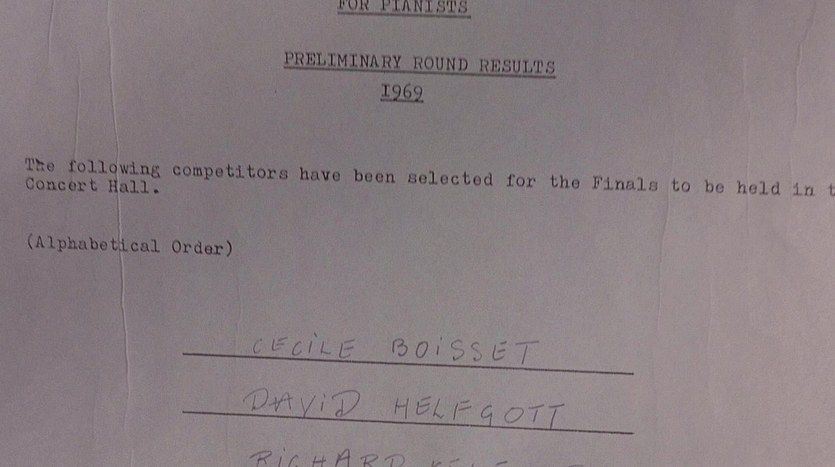 FOR PIANISTS
PRELIMINARY ROUND RESULTS
1969
The following competitors have been selected for the Finals to be held in t
Concert Hall.
(Alphabetical Order)
CECILE BOISSET
DAVID HELFGOTT
RICHARD